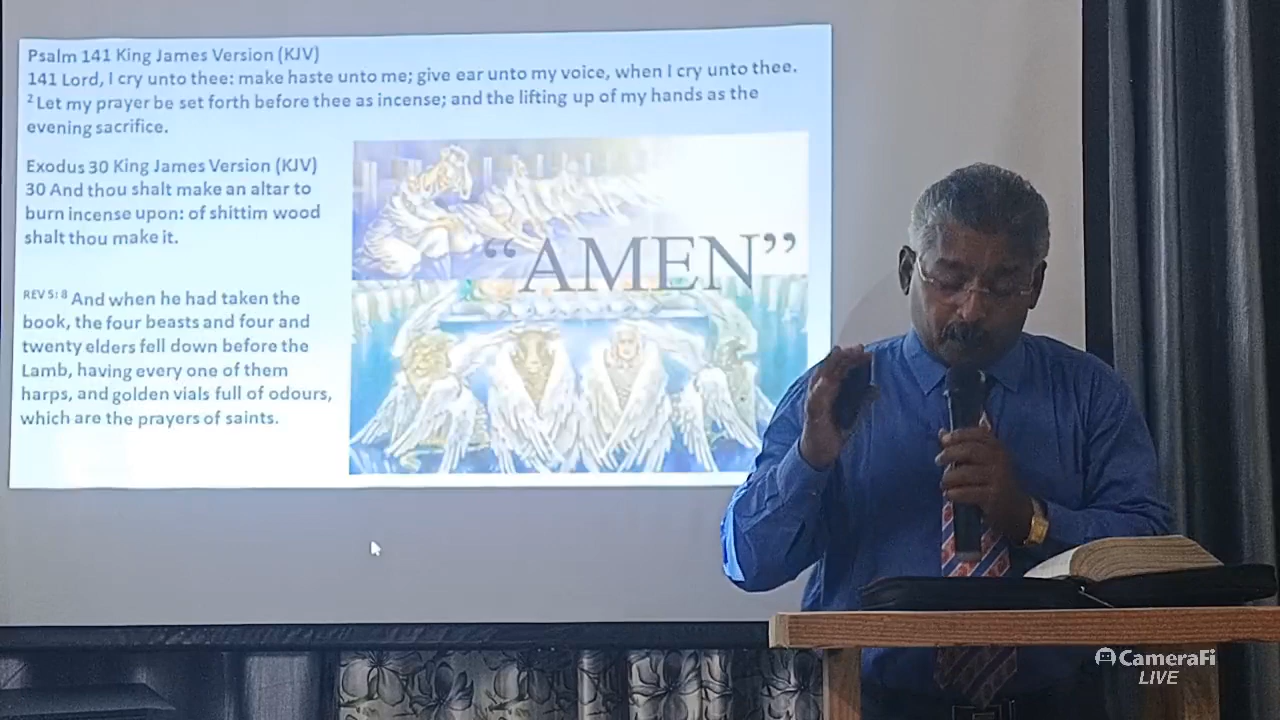 Psalm 141 King James Version (KJV)
141 Lord, I cry unto thee: make haste unto me; give ear unto my voice, when I cry unto thee.
2 Let my prayer be set forth before thee as incense; and the lifting up of my hands as the
evening sacrifice.
Exodus 30 King James Version (KJV)
30 And thou shalt make an altar to
burn incense upon: of shittim wood
shalt thou make it.
REV 5: 8 And when he had taken the
book, the four beasts and four and
twenty elders fell down before the
Lamb, having every one of them
harps, and golden vials full of odours,
which are the prayers of saints.
“AMEN”
CameraFi
LIVE